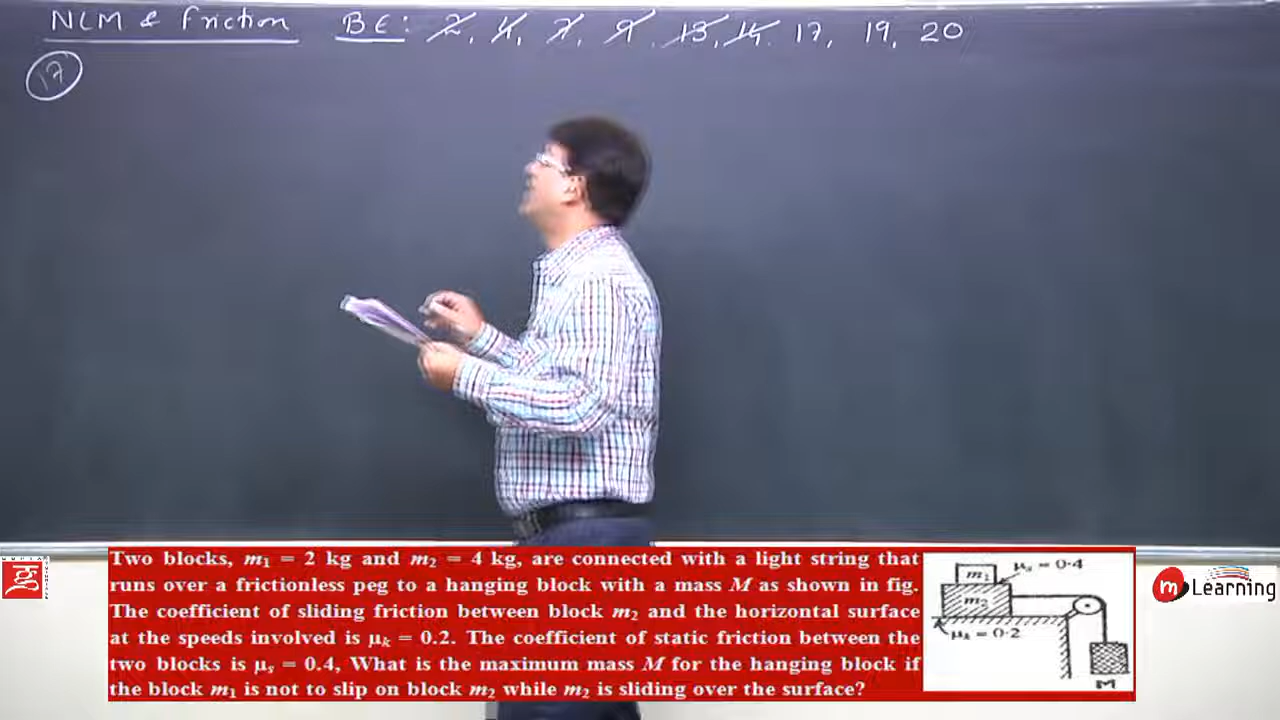 NLM & Friction BE: 2, 4, 7, 9, 13, 14, 17, 19, 20
17
Two blocks, m1 = 2 kg and m2 = 4 kg, are connected with a light string that
runs over a frictionless peg to a hanging block with a mass M as shown in fig.
The coefficient of sliding friction between block m2 and the horizontal surface
at the speeds involved is μk = 0.2. The coefficient of static friction between the
two blocks is μs = 0.4, What is the maximum mass M for the hanging block if
the block m1 is not to slip on block m2 while m2 is sliding over the surface?
μs = 0.4
m1
m2
μk = 0.2
M
m Learning